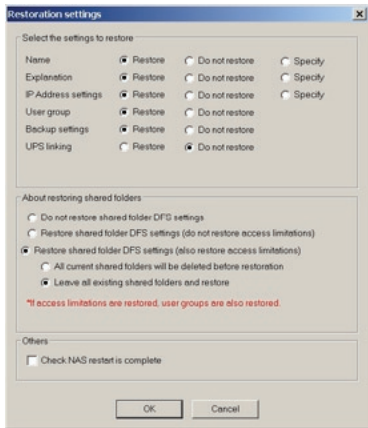 Restoration settings
Select the settings to restore
Name Restore Do not restore Specify
Explanation Restore Do not restore Specify
IP Address settings Restore Do not restore Specify
User group Restore Do not restore
Backup settings Restore Do not restore
UPS linking Restore Do not restore
About restoring shared folders
Do not restore shared folder DFS settings
Restore shared folder DFS settings (do not restore access limitations)
Restore shared folder DFS settings (also restore access limitations)
All current shared folders will be deleted before restoration
Leave all existing shared folders and restore
*If access limitations are restored, user groups are also restored.
Others
Check NAS restart is complete
OK Cancel